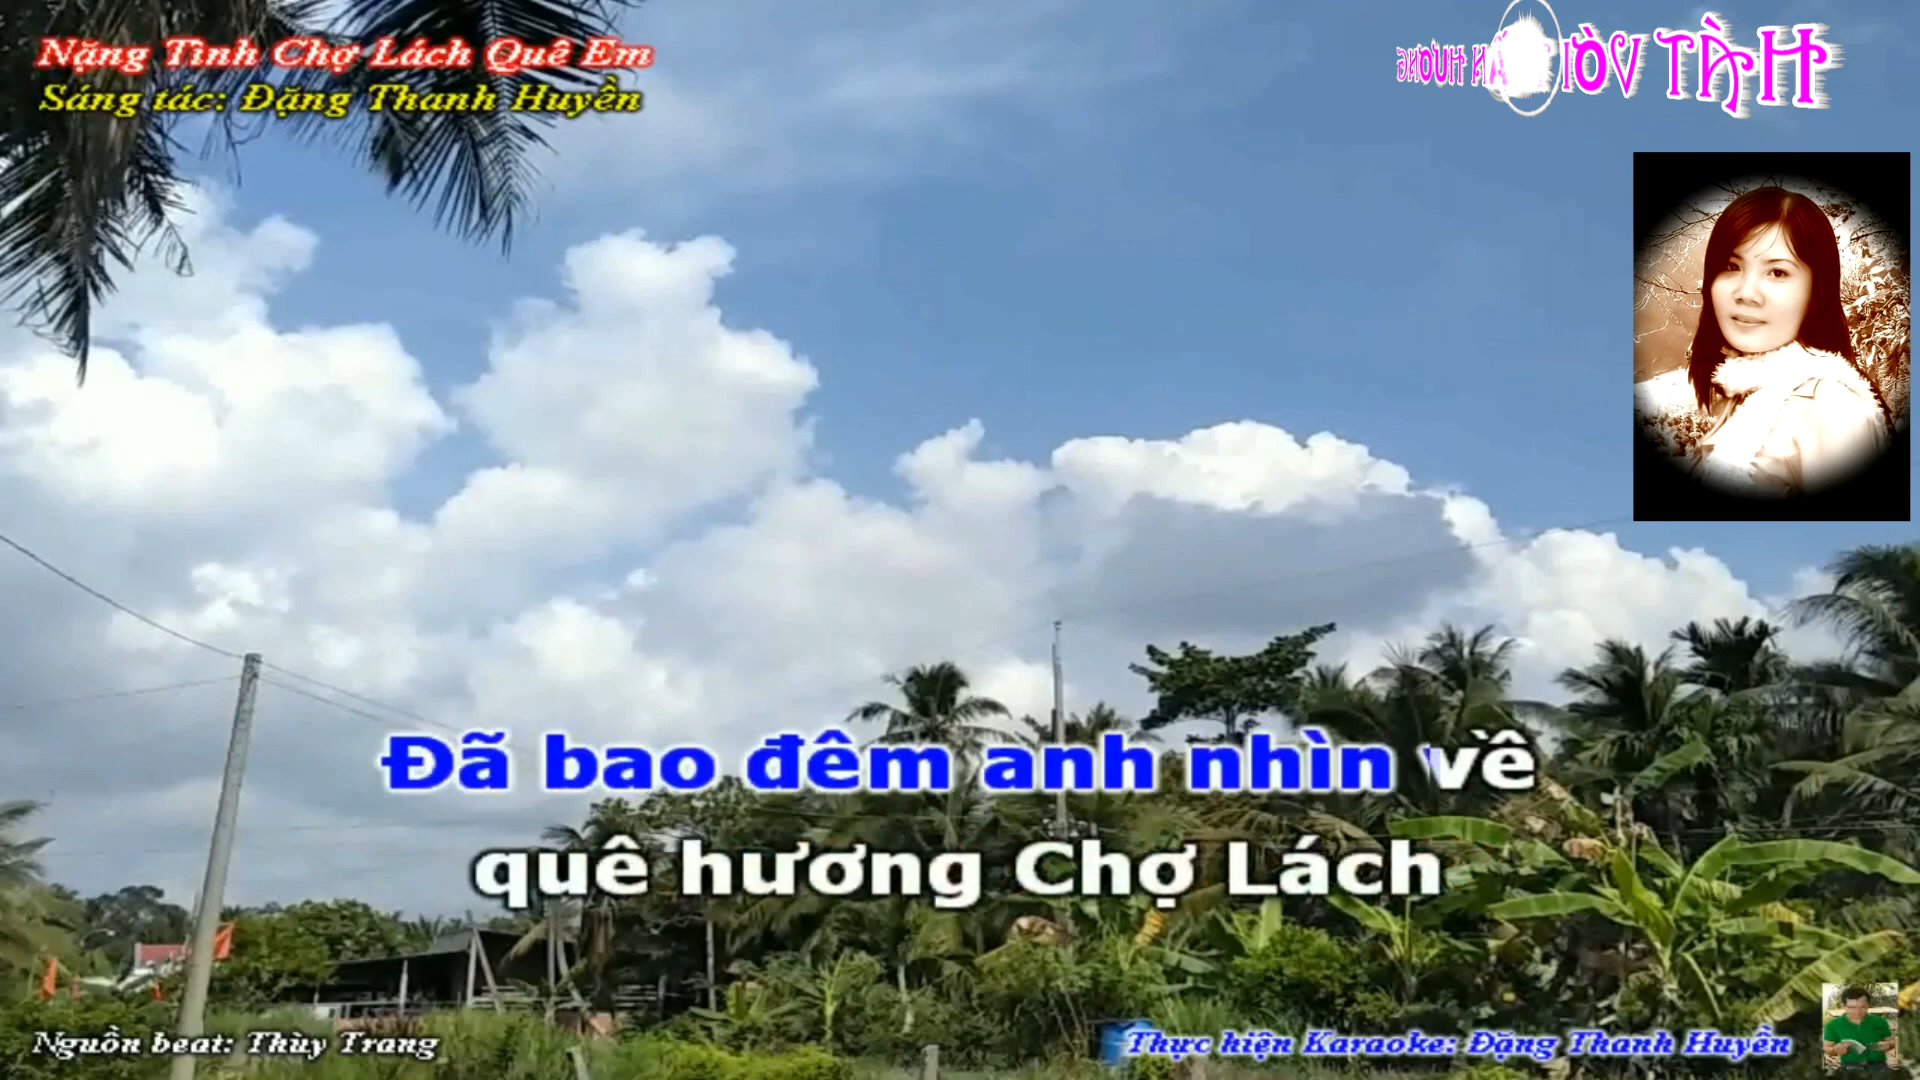 Nặng Tình Chợ Lách Quê Em
Sáng tác: Đặng Thanh Huyền
Đã bao đêm anh nhìn về
quê hương Chợ Lách
Nguồn beat: Thùy Trang
Thực hiện Karaoke: Đặng Thanh Huyền